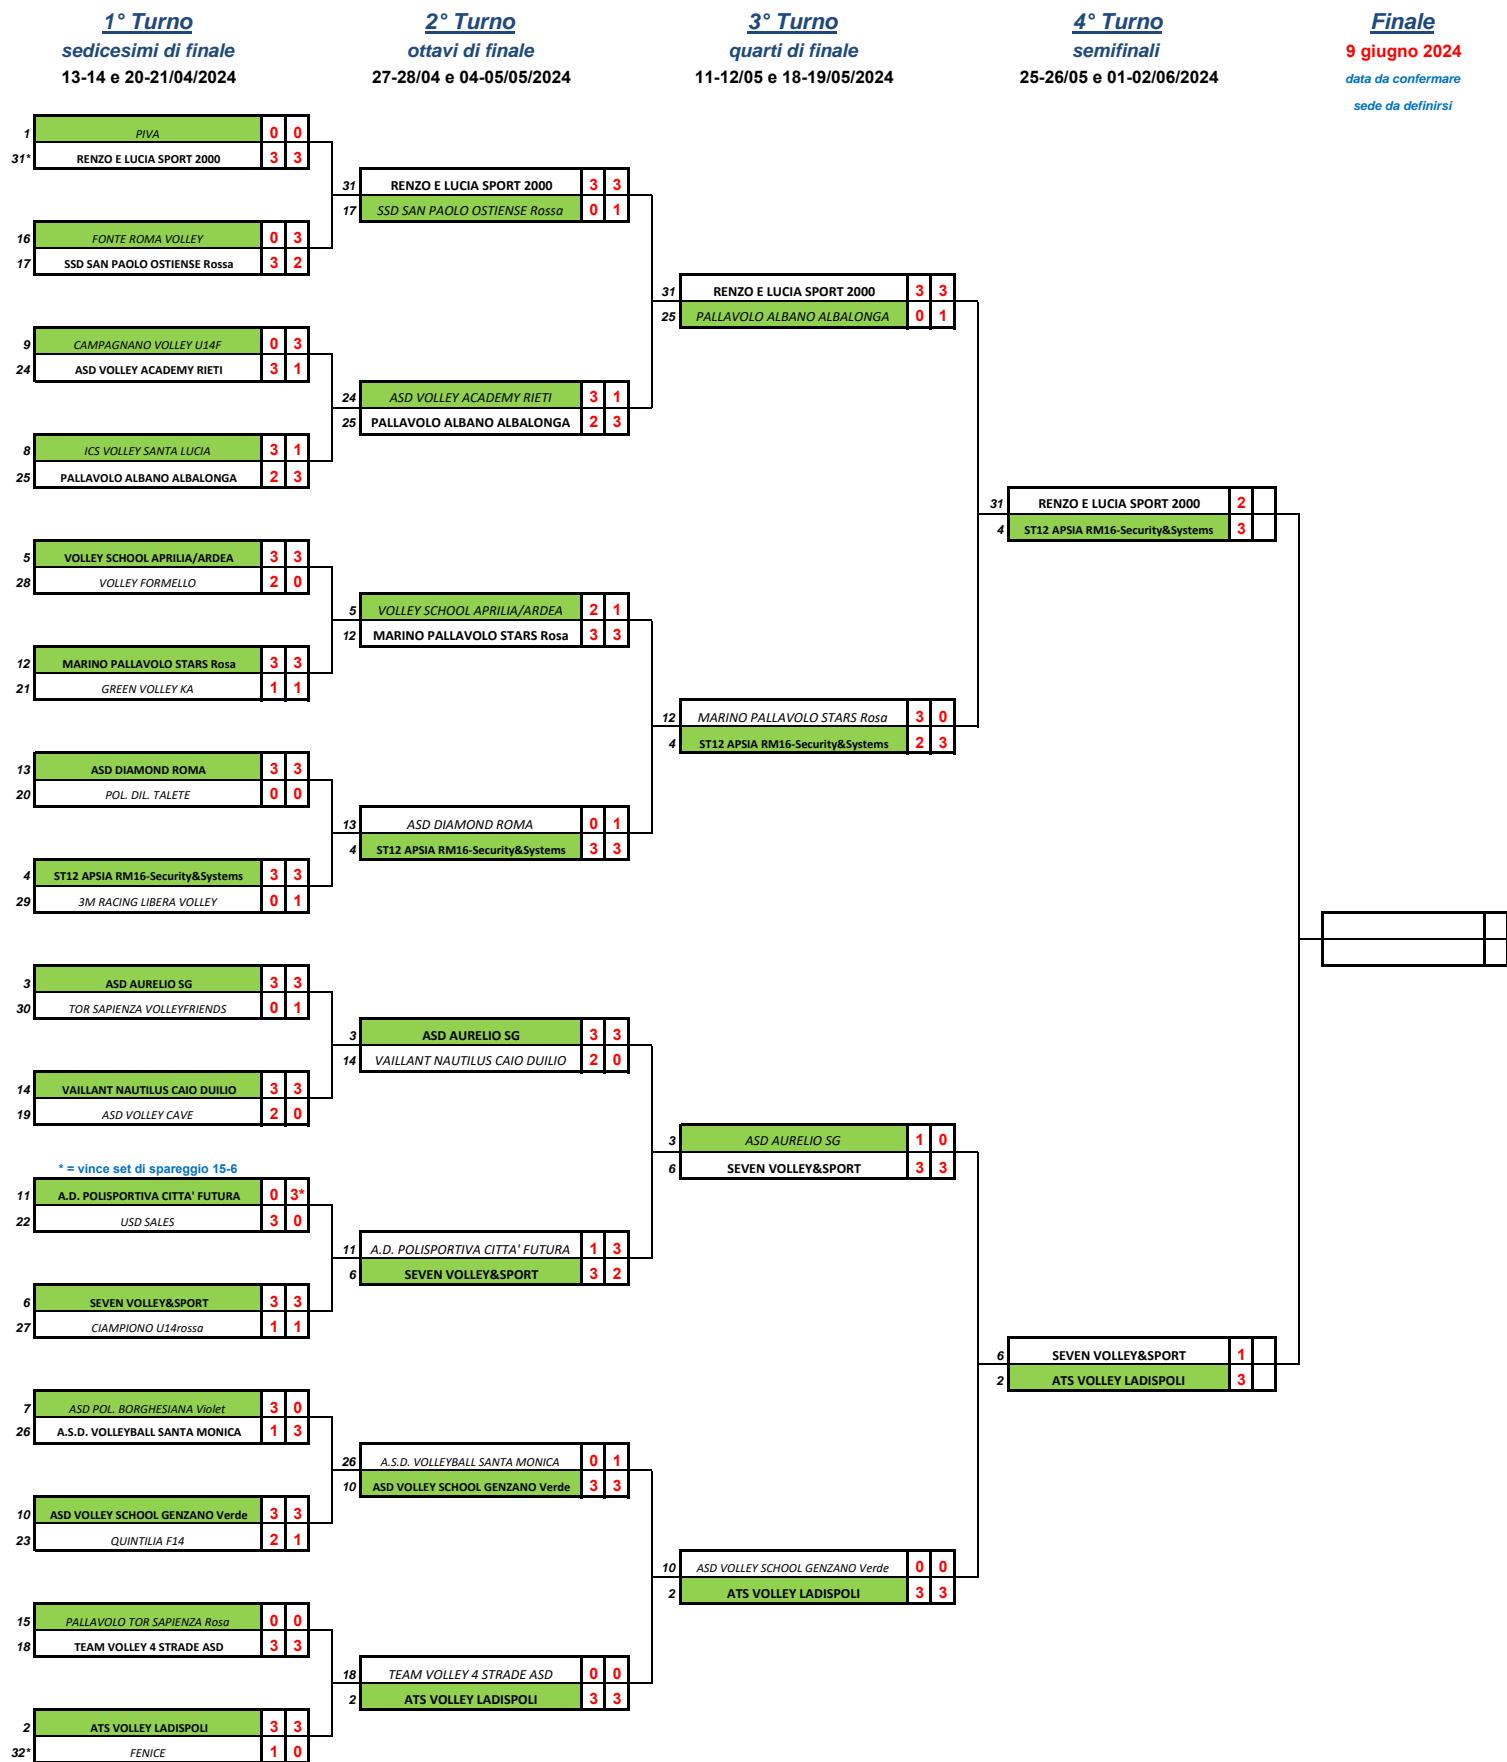 1° Turno
sedicesimi di finale
13-14 e 20-21/04/2024
2° Turno
ottavi di finale
27-28/04 e 04-05/05/2024
3° Turno
quarti di finale
11-12/05 e 18-19/05/2024
4° Turno
semifinali
25-26/05 e 01-02/06/2024
Finale
9 giugno 2024
data da confermare
sede da definirsi
1 PIVA 0 0
31* RENZO E LUCIA SPORT 2000 3 3
16 FONTE ROMA VOLLEY 0 3
17 SSD SAN PAOLO OSTIENSE Rossa 3 2
9 CAMPAGNANO VOLLEY U14F 0 3
24 ASD VOLLEY ACADEMY RIETI 3 1
8 ICS VOLLEY SANTA LUCIA 3 1
25 PALLAVOLO ALBANO ALBALONGA 2 3
5 VOLLEY SCHOOL APRILIA/ARDEA 3 3
28 VOLLEY FORMELLO 2 0
12 MARINO PALLAVOLO STARS Rosa 3 3
21 GREEN VOLLEY KA 1 1
13 ASD DIAMOND ROMA 3 3
20 POL. DIL. TALETE 0 0
4 ST12 APSIA RM16-Security&Systems 3 3
29 3M RACING LIBERA VOLLEY 0 1
3 ASD AURELIO SG 3 3
30 TOR SAPIENZA VOLLEYFRIENDS 0 1
14 VAILLANT NAUTILUS CAIO DUILIO 3 3
19 ASD VOLLEY CAVE 2 0
* = vince set di spareggio 15-6
11 A.D. POLISPORTIVA CITTA' FUTURA 0 3*
22 USD SALES 3 0
6 SEVEN VOLLEY&SPORT 3 3
27 CIAMPIONO U14rossa 1 1
7 ASD POL. BORGHESIANA Violet 3 0
26 A.S.D. VOLLEYBALL SANTA MONICA 1 3
10 ASD VOLLEY SCHOOL GENZANO Verde 3 3
23 QUINTILIA F14 2 1
15 PALLAVOLO TOR SAPIENZA Rosa 0 0
18 TEAM VOLLEY 4 STRADE ASD 3 3
2 ATS VOLLEY LADISPOLI 3 3
32* FENICE 1 0
31 RENZO E LUCIA SPORT 2000 3 3
17 SSD SAN PAOLO OSTIENSE Rossa 0 1
24 ASD VOLLEY ACADEMY RIETI 3 1
25 PALLAVOLO ALBANO ALBALONGA 2 3
5 VOLLEY SCHOOL APRILIA/ARDEA 2 1
12 MARINO PALLAVOLO STARS Rosa 3 3
13 ASD DIAMOND ROMA 0 1
4 ST12 APSIA RM16-Security&Systems 3 3
3 ASD AURELIO SG 3 3
14 VAILLANT NAUTILUS CAIO DUILIO 2 0
11 A.D. POLISPORTIVA CITTA' FUTURA 1 3
6 SEVEN VOLLEY&SPORT 3 2
26 A.S.D. VOLLEYBALL SANTA MONICA 0 1
10 ASD VOLLEY SCHOOL GENZANO Verde 3 3
18 TEAM VOLLEY 4 STRADE ASD 0 0
2 ATS VOLLEY LADISPOLI 3 3
31 RENZO E LUCIA SPORT 2000 3 3
25 PALLAVOLO ALBANO ALBALONGA 0 1
12 MARINO PALLAVOLO STARS Rosa 3 0
4 ST12 APSIA RM16-Security&Systems 2 3
3 ASD AURELIO SG 1 0
6 SEVEN VOLLEY&SPORT 3 3
10 ASD VOLLEY SCHOOL GENZANO Verde 0 0
2 ATS VOLLEY LADISPOLI 3 3
31 RENZO E LUCIA SPORT 2000 2
4 ST12 APSIA RM16-Security&Systems 3
6 SEVEN VOLLEY&SPORT 1
2 ATS VOLLEY LADISPOLI 3